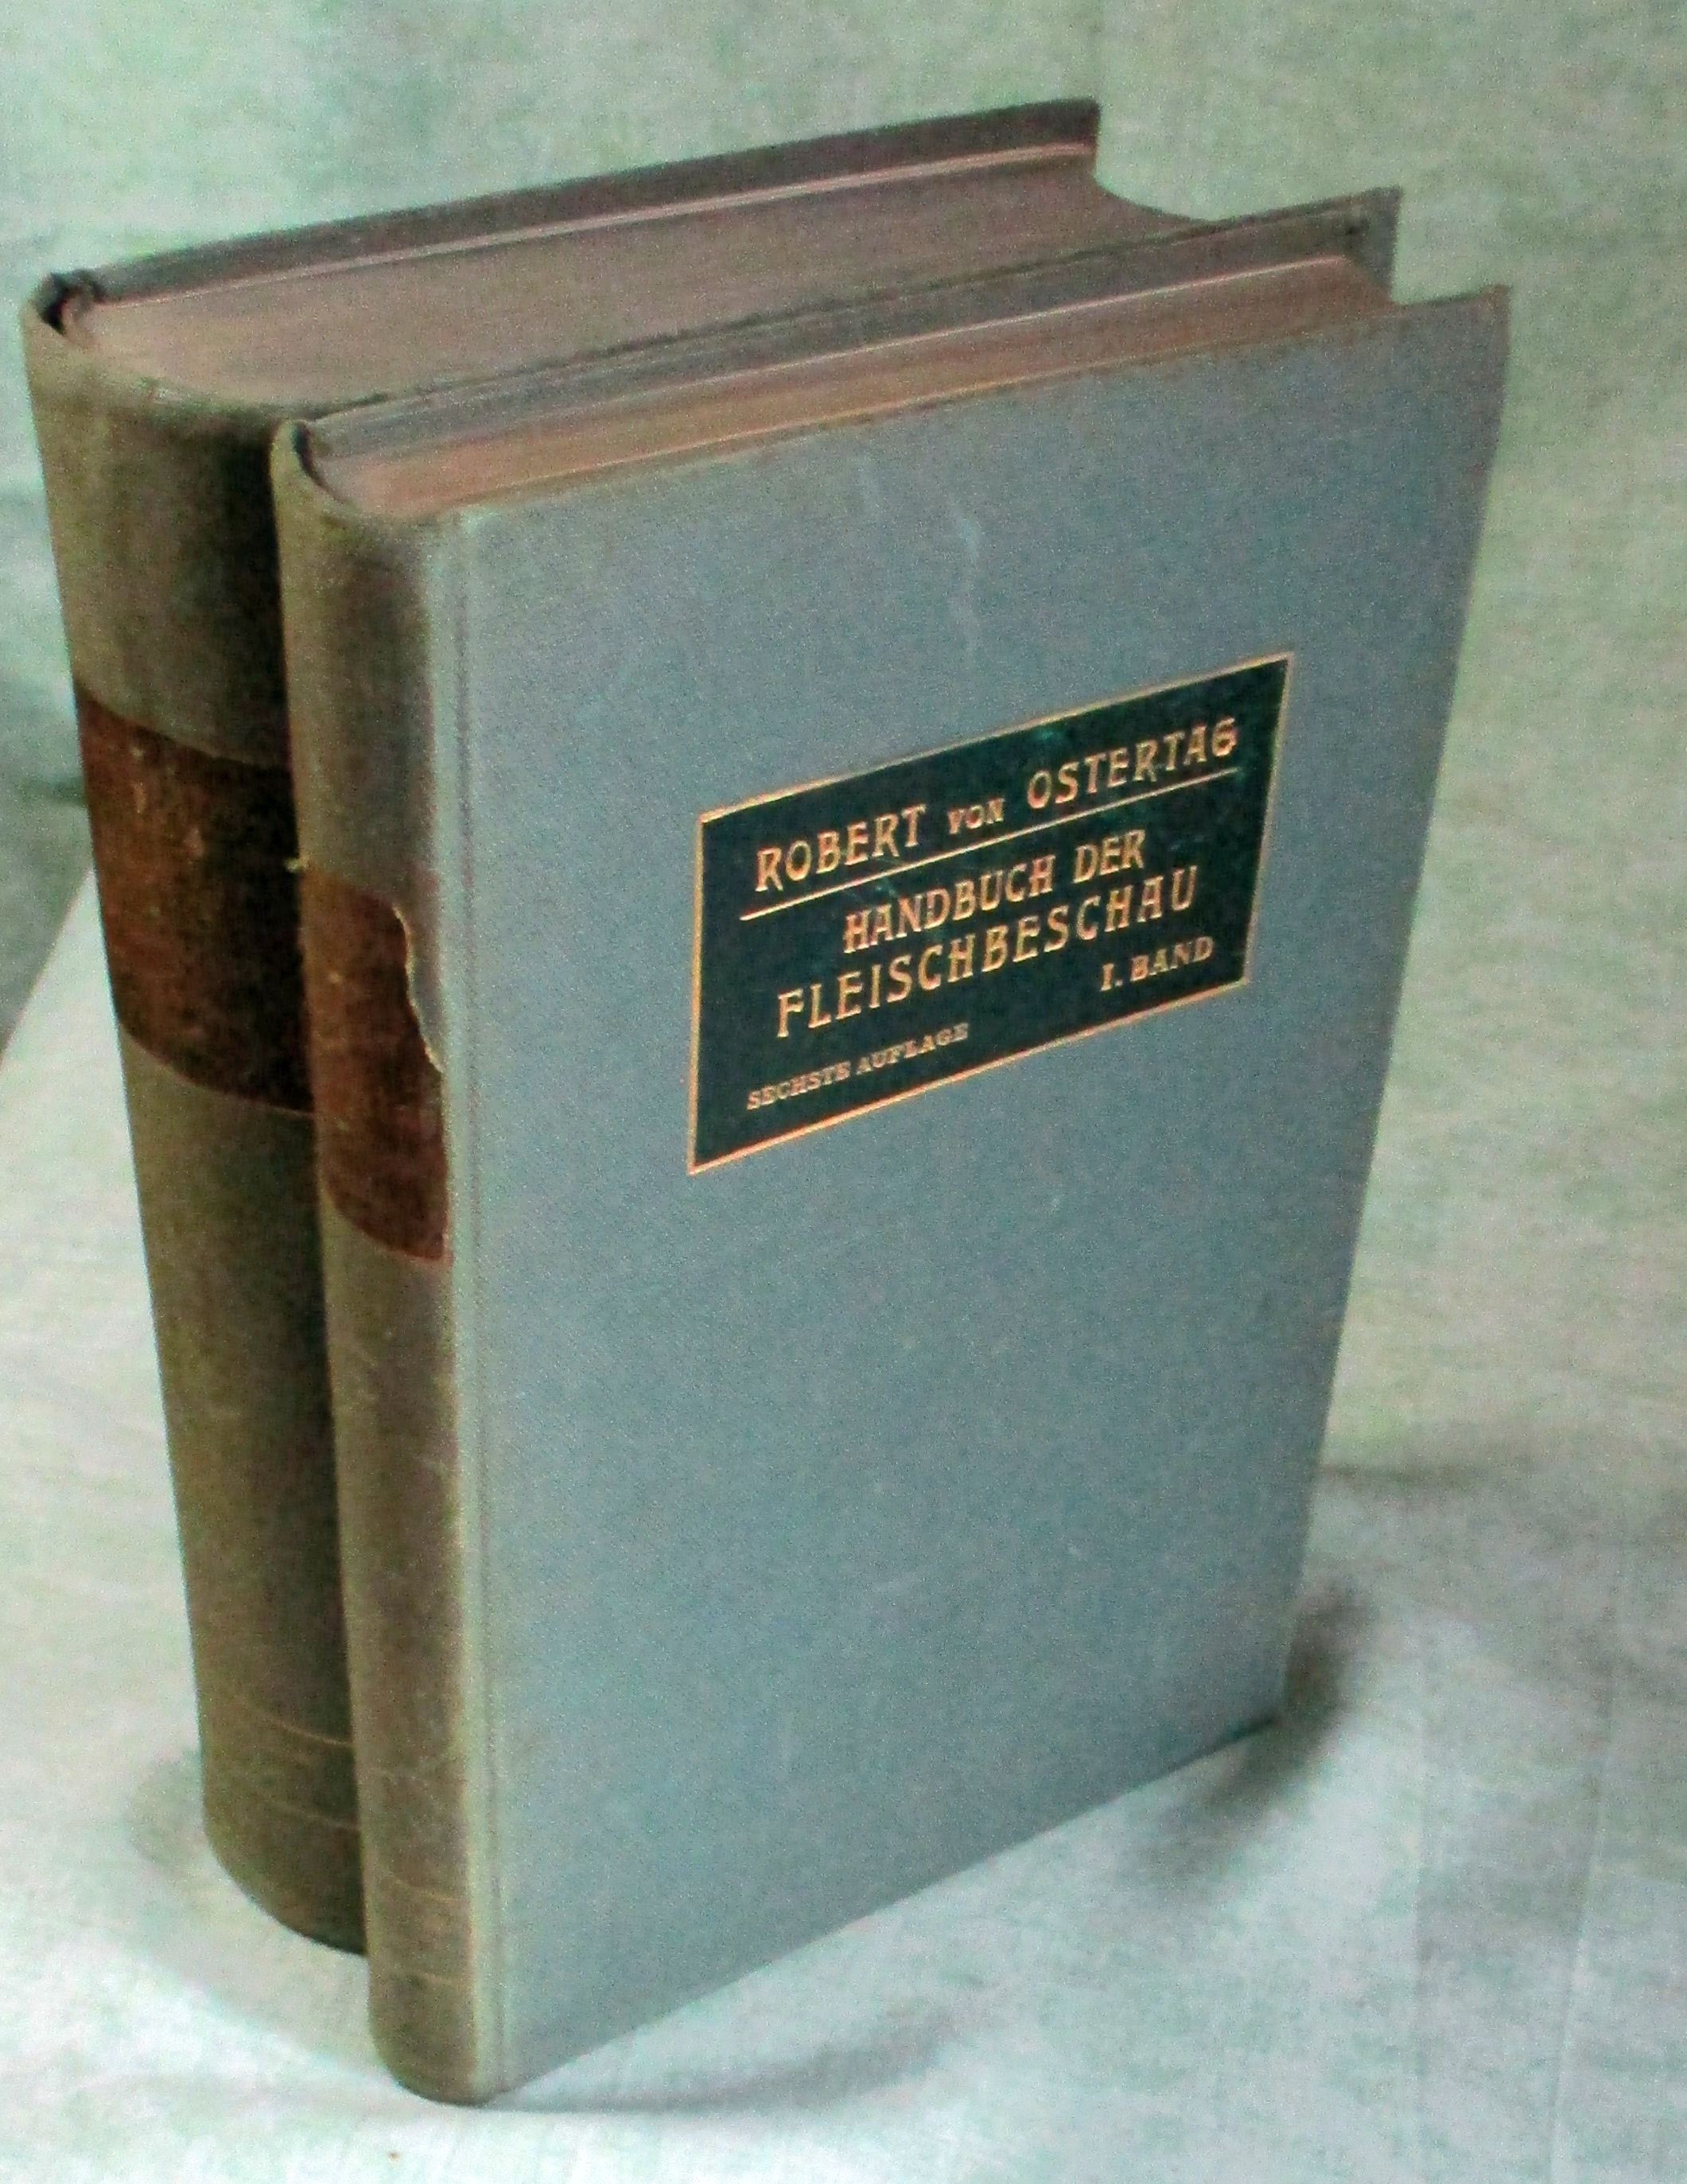 ROBERT VON OSTERTAG
HANDBUCH DER
FLEISCHBESCHAU
I. BAND
SECHSTE AUFLAGE